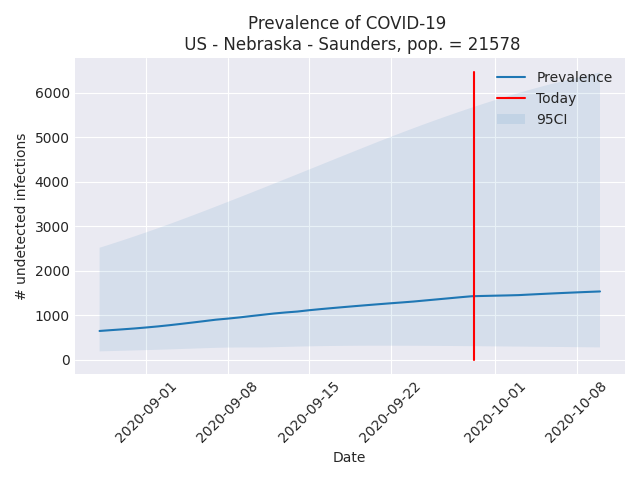 Prevalence of COVID-19
US - Nebraska - Saunders, pop. = 21578
Prevalence
Today
95CI
# undetected infections
6000
5000
4000
3000
2000
1000
0
2020-09-01
2020-09-08
2020-09-15
2020-09-22
2020-10-01
2020-10-08
Date